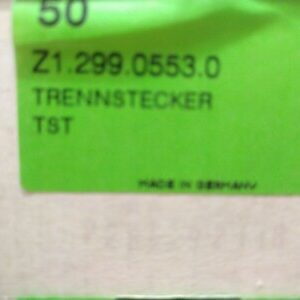 50
Z1.299.0553.0
TRENNSTECKER
TST
MADE IN GERMANY